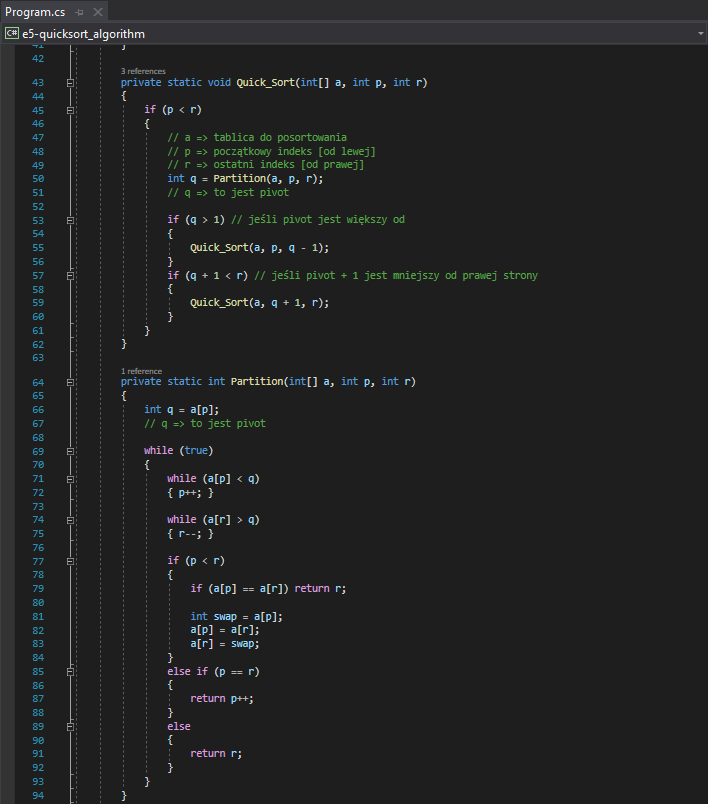 Program.cs
C# e5-quicksort_algorithm
41 }
42
3 references
43 private static void Quick_Sort(int[] a, int p, int r)
44 {
45 if (p < r)
46 {
47 // a => tablica do posortowania
48 // p => początkowy indeks [od lewej]
49 // r => ostatni indeks [od prawej]
50 int q = Partition(a, p, r);
51 // q => to jest pivot
52
53 if (q > 1) // jeśli pivot jest większy od
54 {
55 Quick_Sort(a, p, q - 1);
56 }
57 if (q + 1 < r) // jeśli pivot + 1 jest mniejszy od prawej strony
58 {
59 Quick_Sort(a, q + 1, r);
60 }
61 }
62 }
63
1 reference
64 private static int Partition(int[] a, int p, int r)
65 {
66 int q = a[p];
67 // q => to jest pivot
68
69 while (true)
70 {
71 while (a[p] < q)
72 { p++; }
73
74 while (a[r] > q)
75 { r--; }
76
77 if (p < r)
78 {
79 if (a[p] == a[r]) return r;
80
81 int swap = a[p];
82 a[p] = a[r];
83 a[r] = swap;
84 }
85 else if (p == r)
86 {
87 return p++;
88 }
89 else
90 {
91 return r;
92 }
93 }
94 }